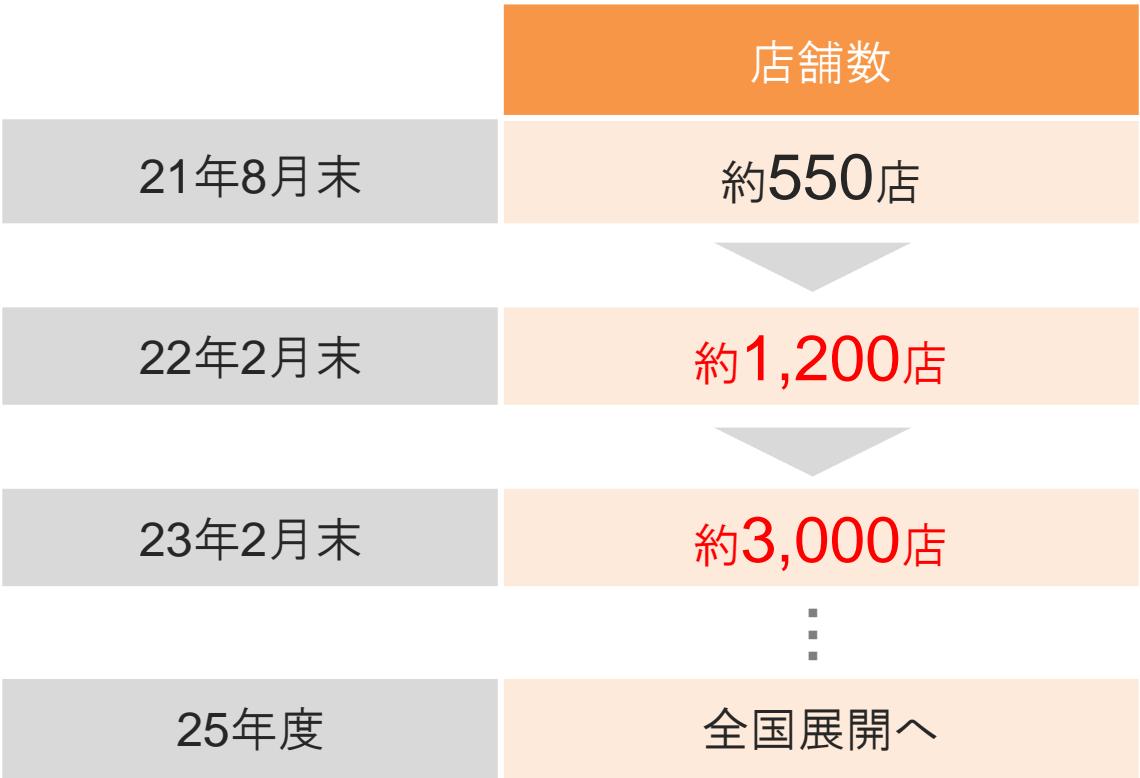 店舗数
21年8月末
約550店
22年2月末
約1,200店
23年2月末
約3,000店
25年度
全国展開へ